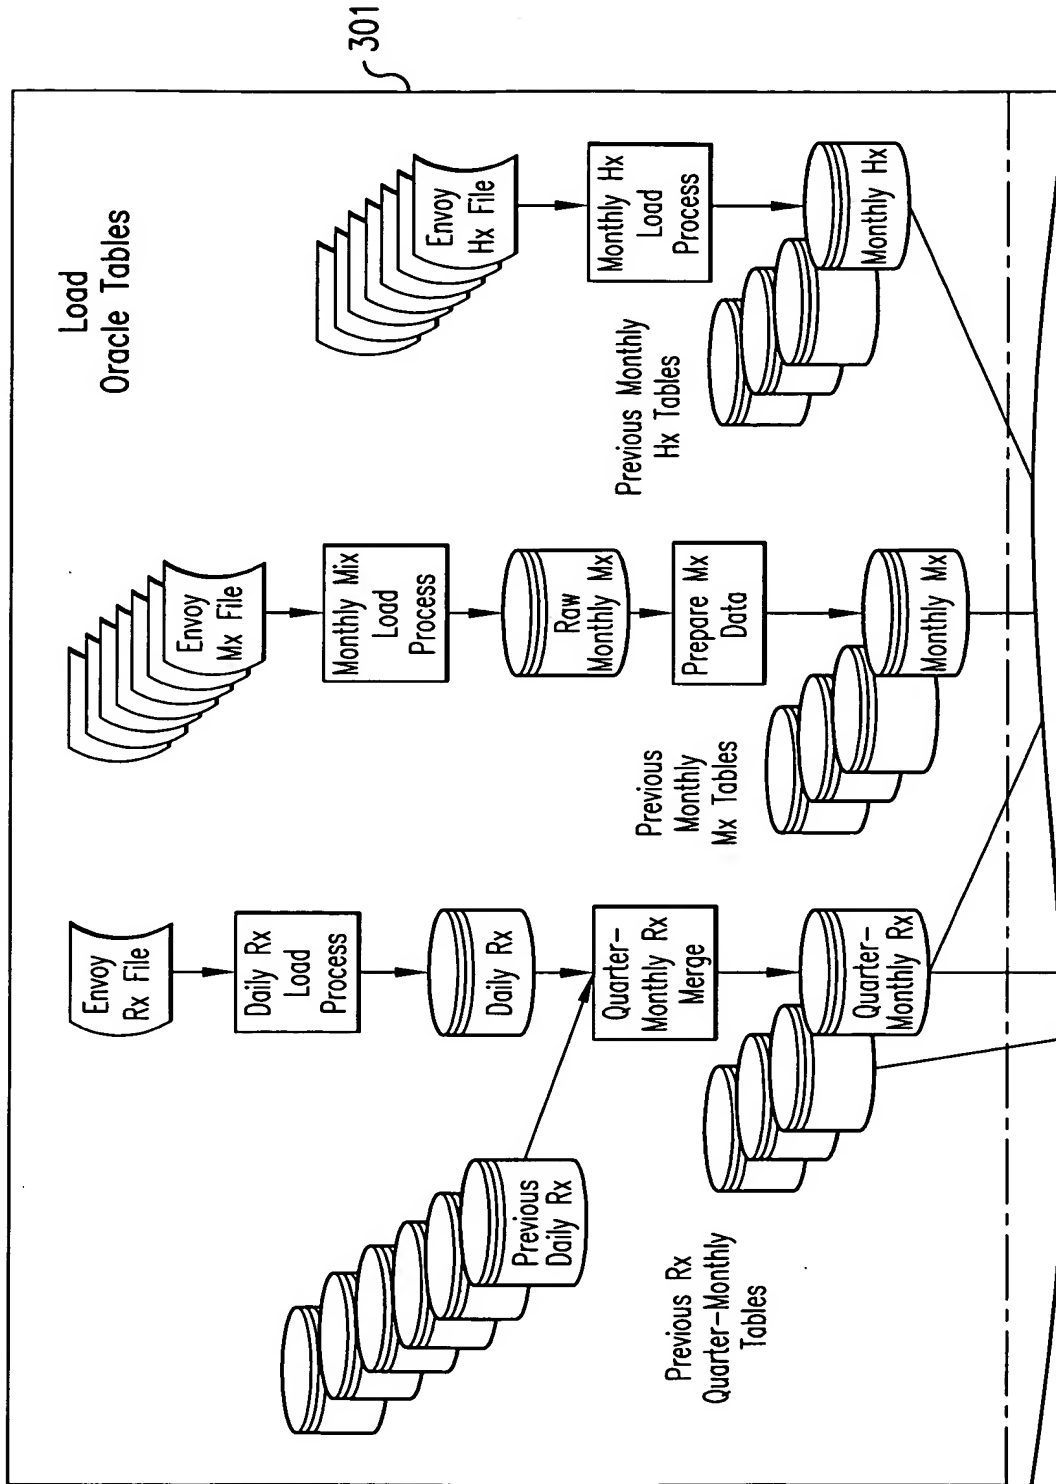 Load
Oracle Tables
301
Envoy
Rx File
Daily Rx
Load
Process
Daily Rx
Previous
Daily Rx
Quarter-
Monthly Rx
Merge
Previous Rx
Quarter-Monthly
Tables
Quarter-
Monthly Rx
Envoy
Mx File
Monthly Mix
Load
Process
Raw
Monthly Mx
Prepare Mx
Data
Previous
Monthly
Mx Tables
Monthly Mx
Envoy
Hx File
Monthly Hx
Load
Process
Previous Monthly
Hx Tables
Monthly Hx